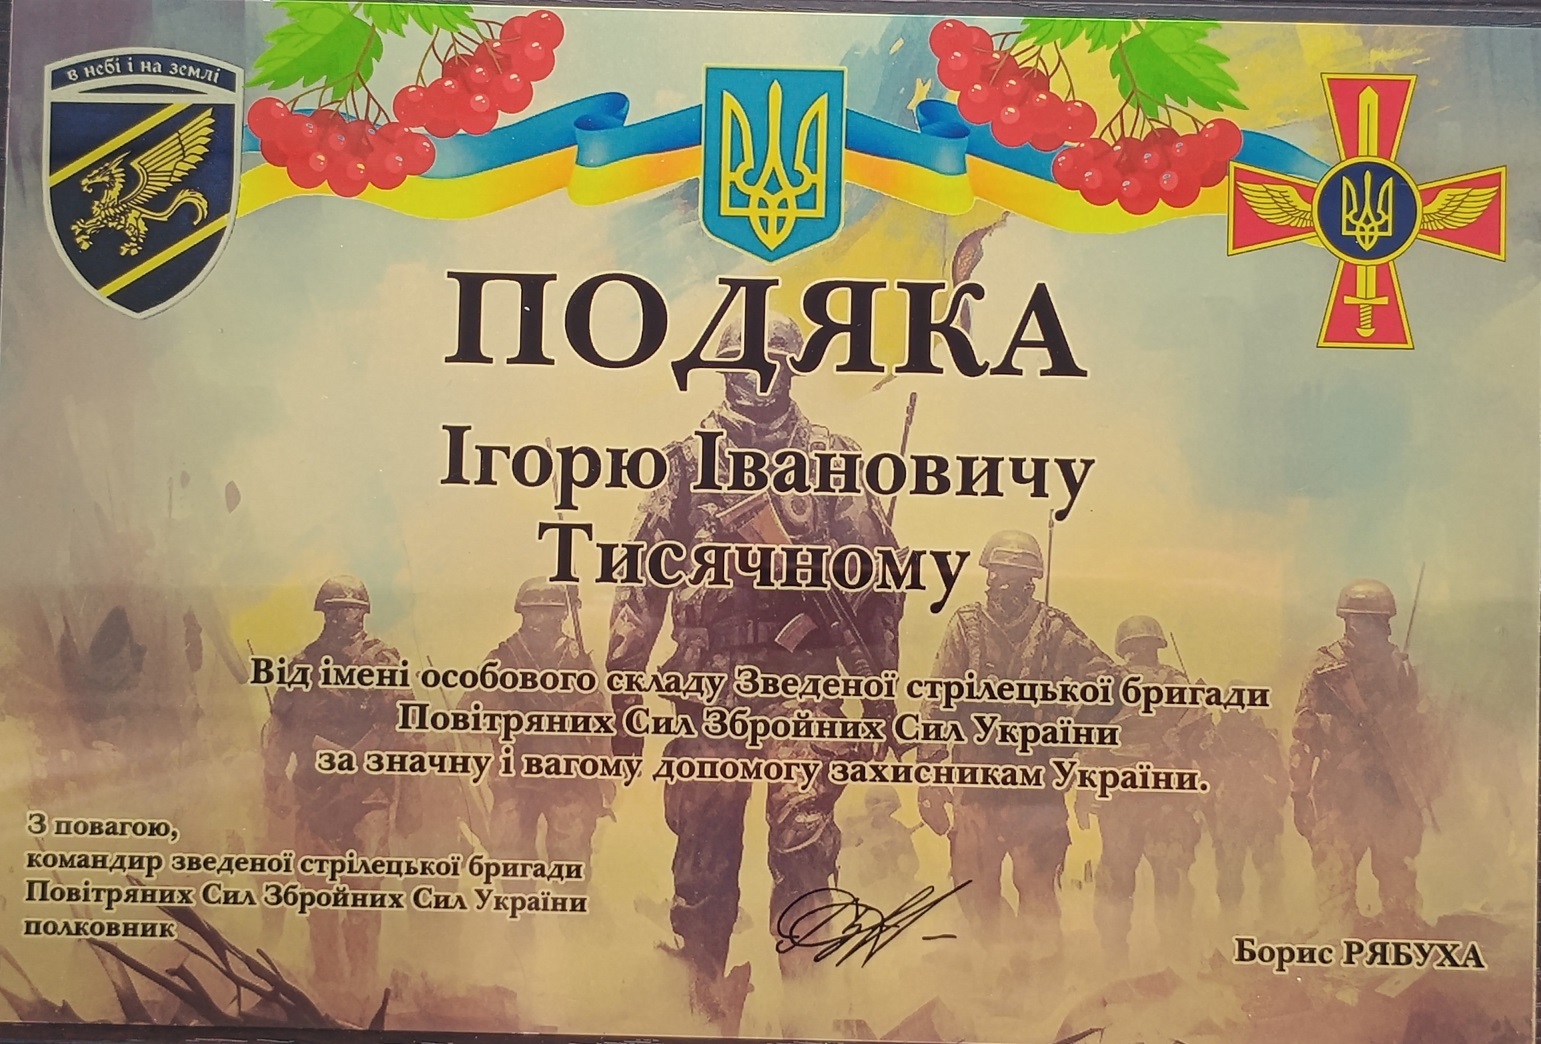 в небі і на землі
ПОДЯКА
Ігорю Івановичу
Тисячному
Від імені особового складу Зведеної стрілецької бригади
Повітряних Сил Збройних Сил України
за значну і вагому допомогу захисникам України.
З повагою,
командир зведеної стрілецької бригади
Повітряних Сил Збройних Сил України
полковник
Борис РЯБУХА